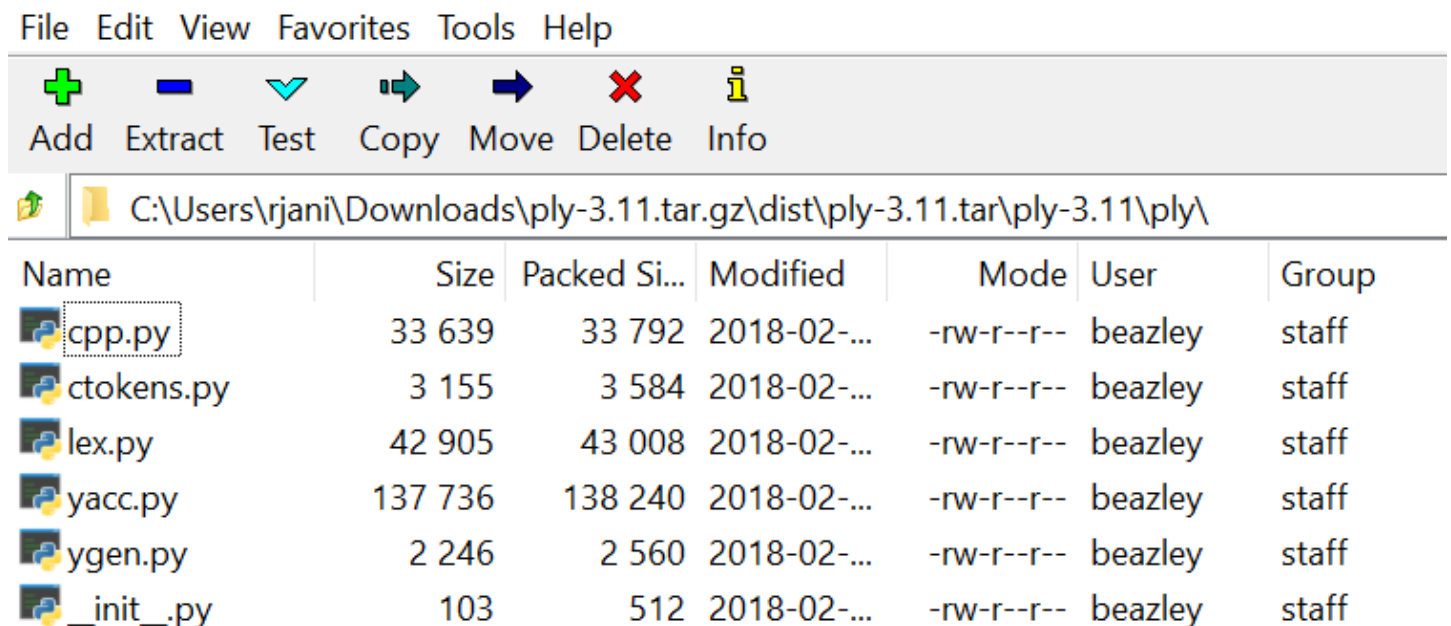 File Edit View Favorites Tools Help
Add Extract Test Copy Move Delete Info
C:\Users\rjani\Downloads\ply-3.11.tar.gz\dist\ply-3.11.tar\ply-3.11\ply\
Name Size Packed Si... Modified Mode User Group
cpp.py 33 639 33 792 2018-02-... -rw-r--r-- beazley staff
ctokens.py 3 155 3 584 2018-02-... -rw-r--r-- beazley staff
lex.py 42 905 43 008 2018-02-... -rw-r--r-- beazley staff
yacc.py 137 736 138 240 2018-02-... -rw-r--r-- beazley staff
ygen.py 2 246 2 560 2018-02-... -rw-r--r-- beazley staff
__init__.py 103 512 2018-02-... -rw-r--r-- beazley staff